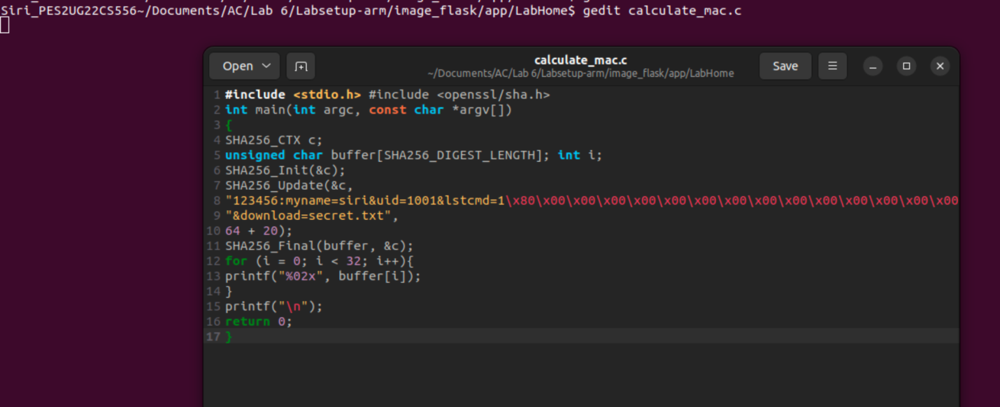 Siri_PES2UG22CS556~/Documents/AC/Lab 6/Labsetup-arm/image_flask/app/LabHome$ gedit calculate_mac.c
Open
calculate_mac.c
~/Documents/AC/Lab 6/Labsetup-arm/image_flask/app/LabHome
Save
1 #include <stdio.h> #include <openssl/sha.h>
2 int main(int argc, const char *argv[])
3 {
4 SHA256_CTX c;
5 unsigned char buffer[SHA256_DIGEST_LENGTH]; int i;
6 SHA256_Init(&c);
7 SHA256_Update(&c,
8 "123456:myname=siri&uid=1001&lstcmd=1\x80\x00\x00\x00\x00\x00\x00\x00\x00\x00\x00\x00\x00\x00\x00
9 "&download=secret.txt",
10 64 + 20);
11 SHA256_Final(buffer, &c);
12 for (i = 0; i < 32; i++){
13 printf("%02x", buffer[i]);
14 }
15 printf("\n");
16 return 0;
17 }